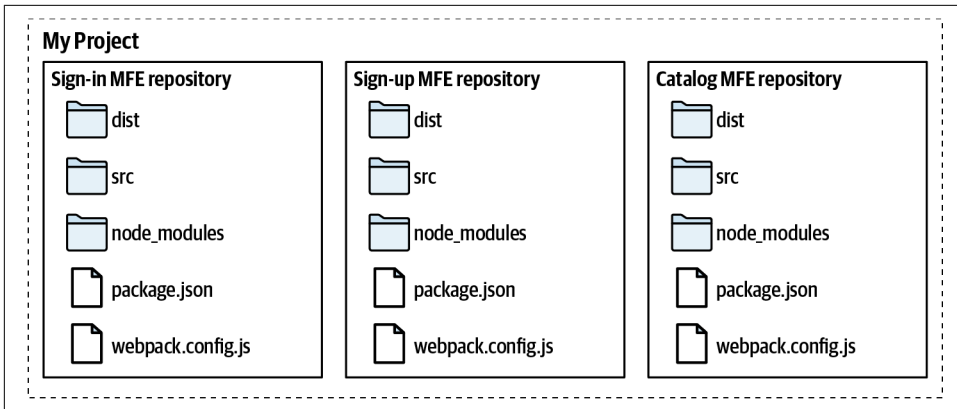 My Project
Sign-in MFE repository
dist
src
node_modules
package.json
webpack.config.js
Sign-up MFE repository
dist
src
node_modules
package.json
webpack.config.js
Catalog MFE repository
dist
src
node_modules
package.json
webpack.config.js